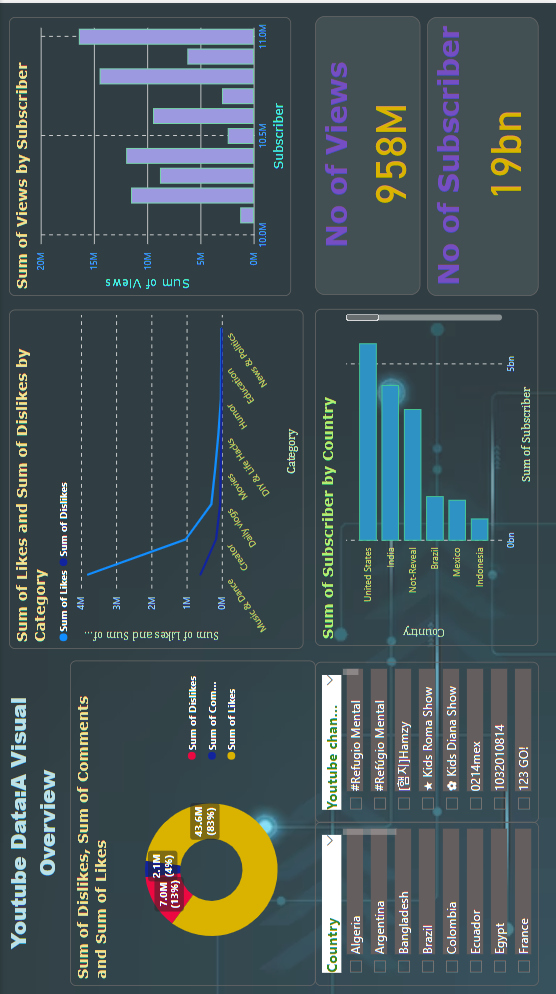 Youtube Data:A Visual
Overview
Sum of Dislikes, Sum of Comments
and Sum of Likes
2.1M
(4%)
7.0M
(13%)
43.6M
(83%)
Sum of Dislikes
Sum of Com...
Sum of Likes
Sum of Likes and Sum of Dislikes by
Category
Sum of Likes
Sum of Dislikes
4M
3M
2M
1M
0M
Sum of Likes and Sum of...
Music & Dance
Creator
Daily vlogs
Movies
DIY & Life Hacks
Humor
Education
News & Politics
Category
Sum of Views by Subscriber
20M
15M
10M
5M
0M
Sum of Views
10.0M
10.5M
11.0M
Subscriber
Country
Algeria
Argentina
Bangladesh
Brazil
Colombia
Ecuador
Egypt
France
Youtube chan...
#Refugio Mental
#Refúgio Mental
[햄지]Hamzy
★ Kids Roma Show
✿ Kids Diana Show
0214mex
1032010814
123 GO!
Sum of Subscriber by Country
Country
United States
India
Not-Reveal
Brazil
Mexico
Indonesia
0bn
5bn
Sum of Subscriber
No of Views
958M
No of Subscriber
19bn